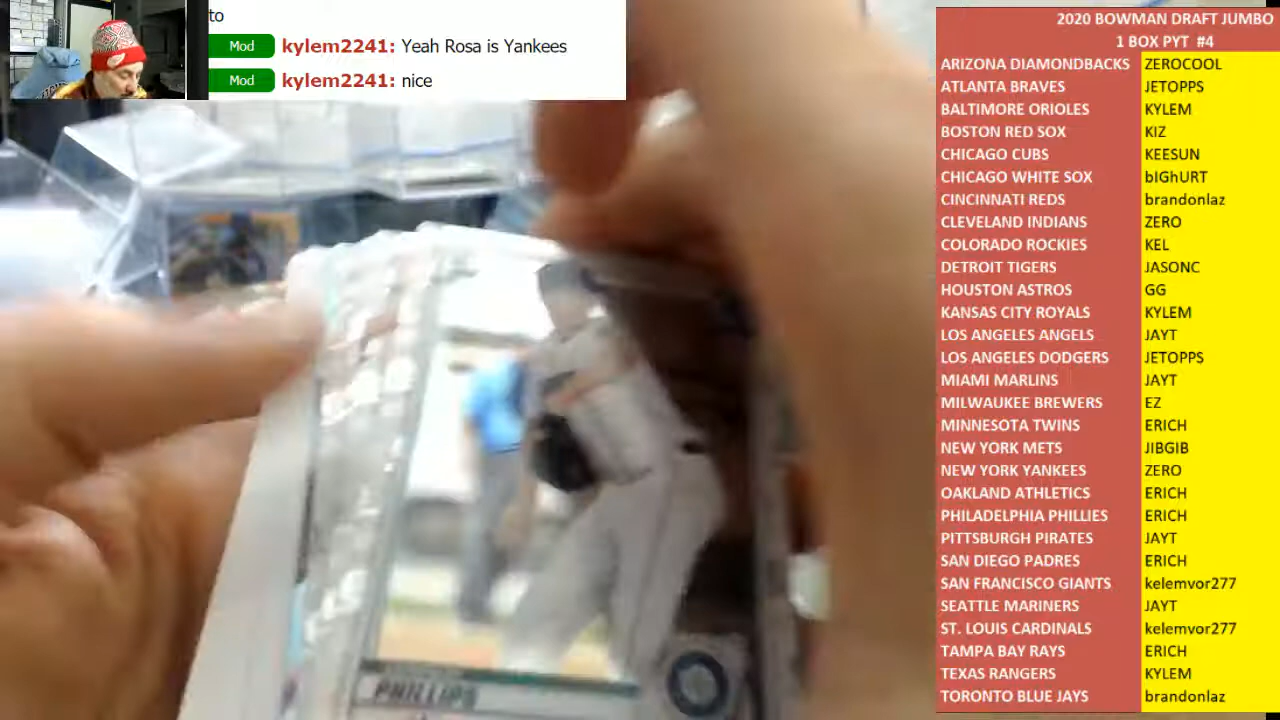 to
Mod kylem2241: Yeah Rosa is Yankees
Mod kylem2241: nice
2020 BOWMAN DRAFT JUMBO
1 BOX PYT #4
ARIZONA DIAMONDBACKS ZEROCOOL
ATLANTA BRAVES JETOPPS
BALTIMORE ORIOLES KYLEM
BOSTON RED SOX KIZ
CHICAGO CUBS KEESUN
CHICAGO WHITE SOX bIGhURT
CINCINNATI REDS brandonlaz
CLEVELAND INDIANS ZERO
COLORADO ROCKIES KEL
DETROIT TIGERS JASONC
HOUSTON ASTROS GG
KANSAS CITY ROYALS KYLEM
LOS ANGELES ANGELS JAYT
LOS ANGELES DODGERS JETOPPS
MIAMI MARLINS JAYT
MILWAUKEE BREWERS EZ
MINNESOTA TWINS ERICH
NEW YORK METS JIBGIB
NEW YORK YANKEES ZERO
OAKLAND ATHLETICS ERICH
PHILADELPHIA PHILLIES ERICH
PITTSBURGH PIRATES JAYT
SAN DIEGO PADRES ERICH
SAN FRANCISCO GIANTS kelemvor277
SEATTLE MARINERS JAYT
ST. LOUIS CARDINALS kelemvor277
TAMPA BAY RAYS ERICH
TEXAS RANGERS KYLEM
TORONTO BLUE JAYS brandonlaz
PHILLIPS